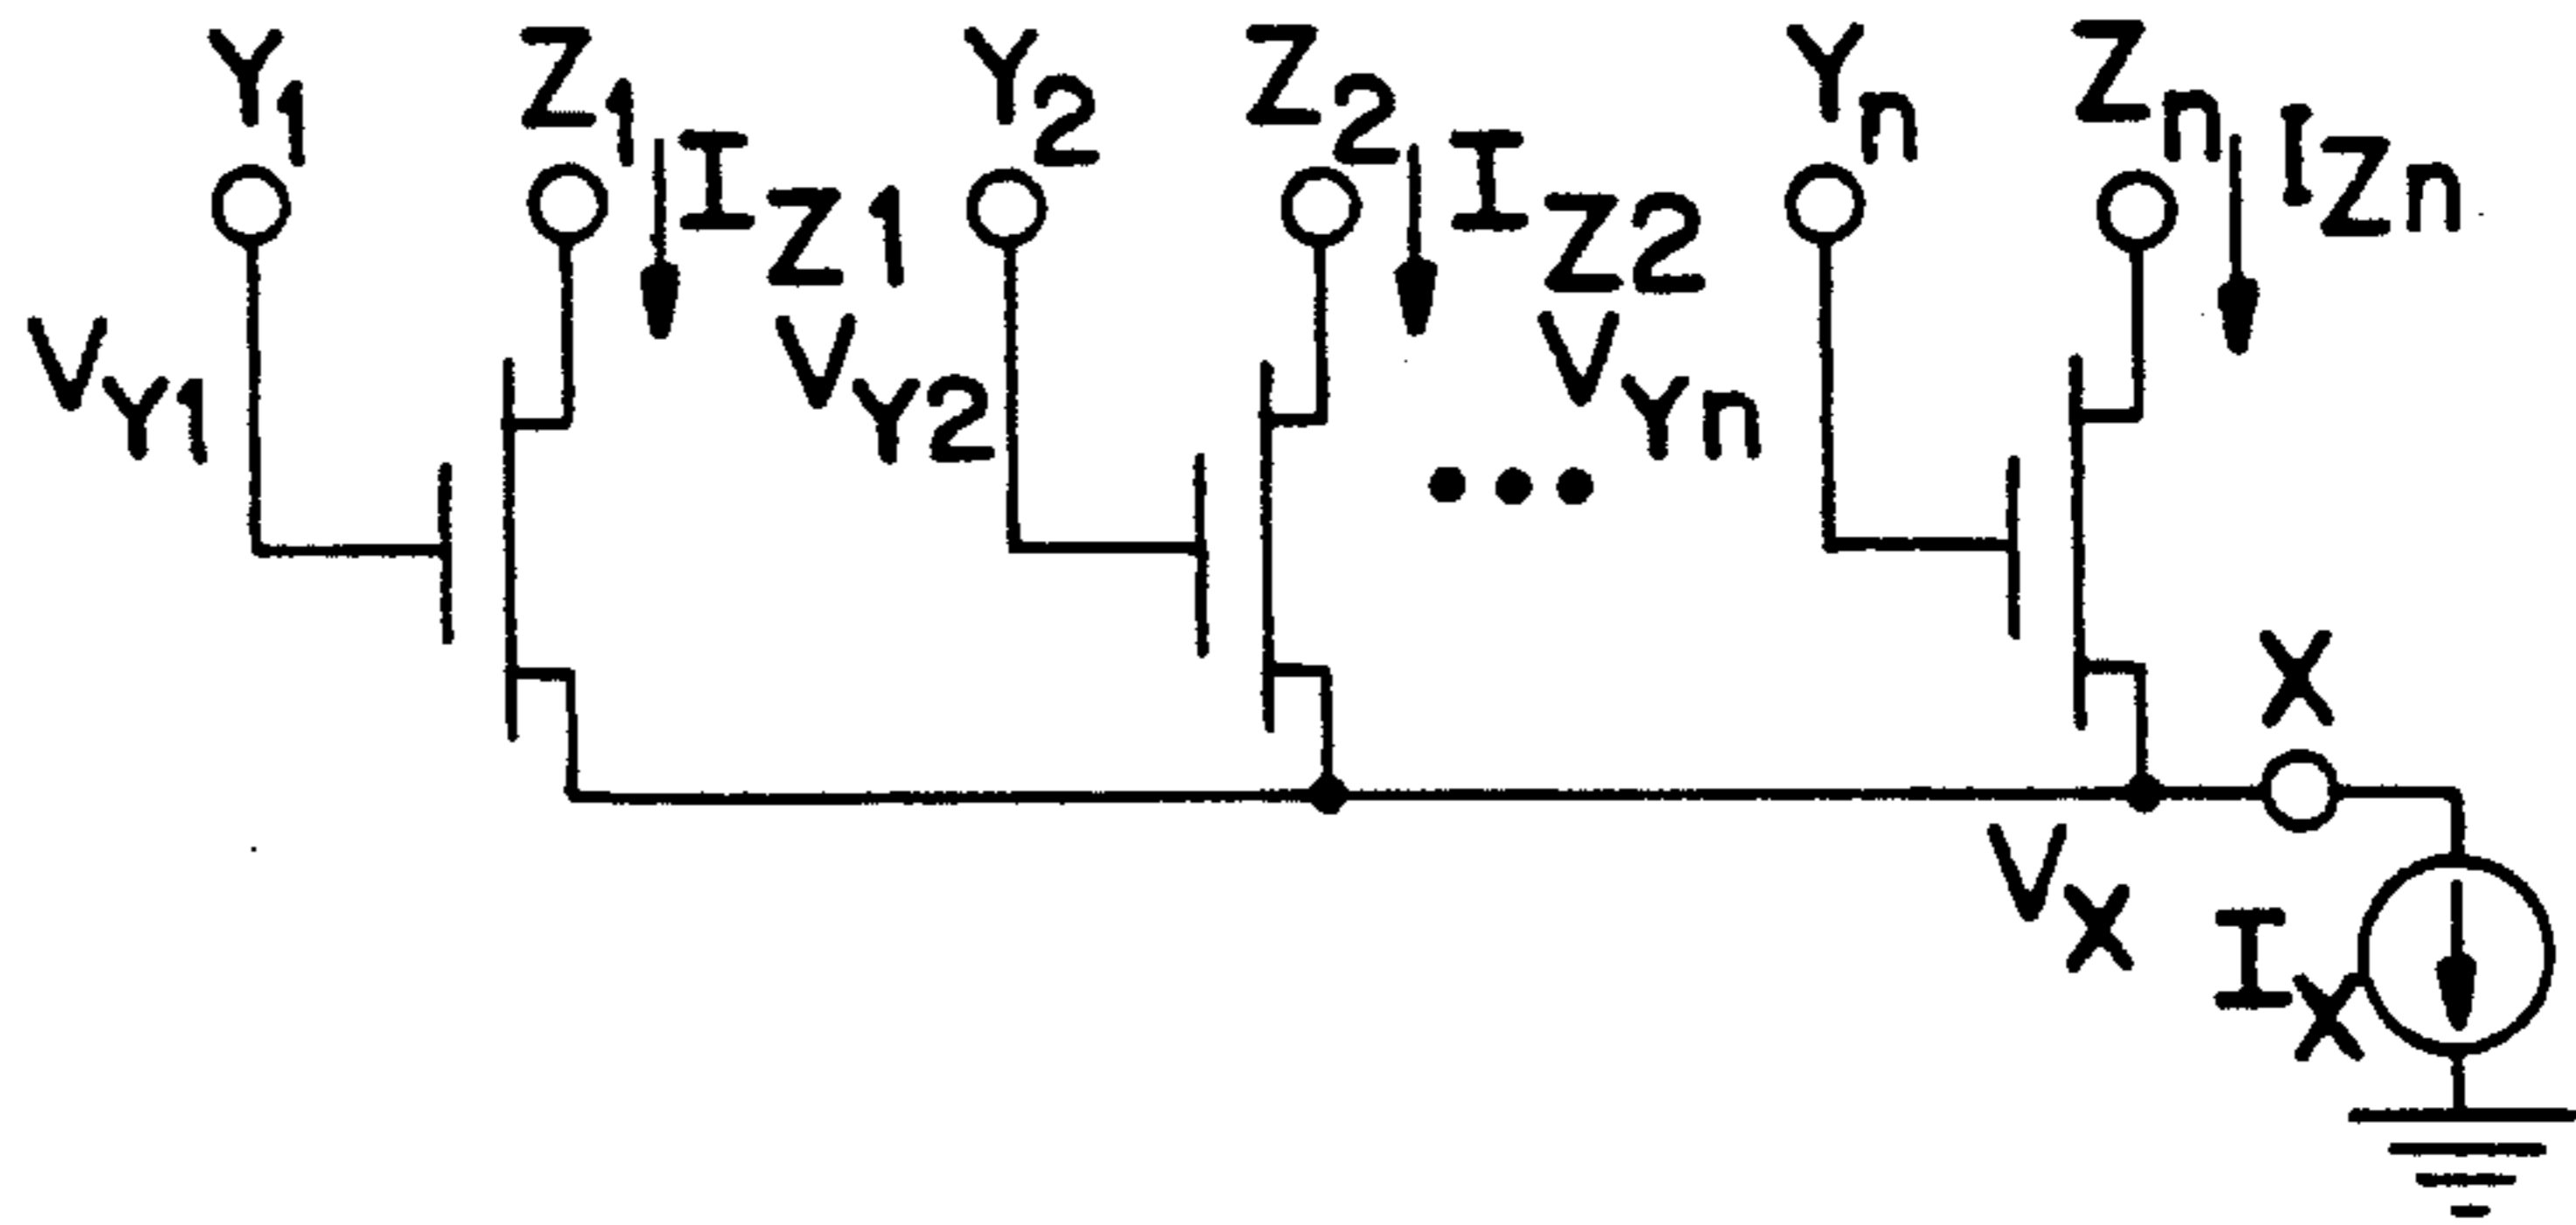 Y1 Z1 Y2 Z2 Yn Zn
IZ1 IZ2 IZn
VY1 VY2 VYn
X
VX
IX